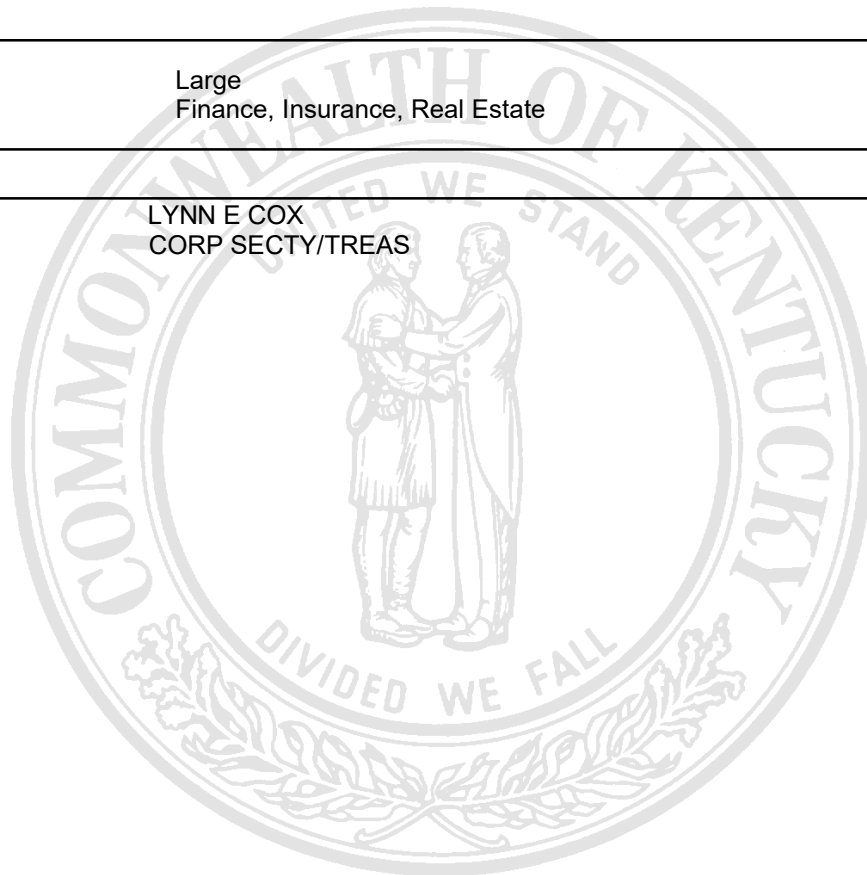 Large
Finance, Insurance, Real Estate
LYNN E COX
CORP SECTY/TREAS
COMMONWEALTH OF KENTUCKY
UNITED WE STAND
DIVIDED WE FALL